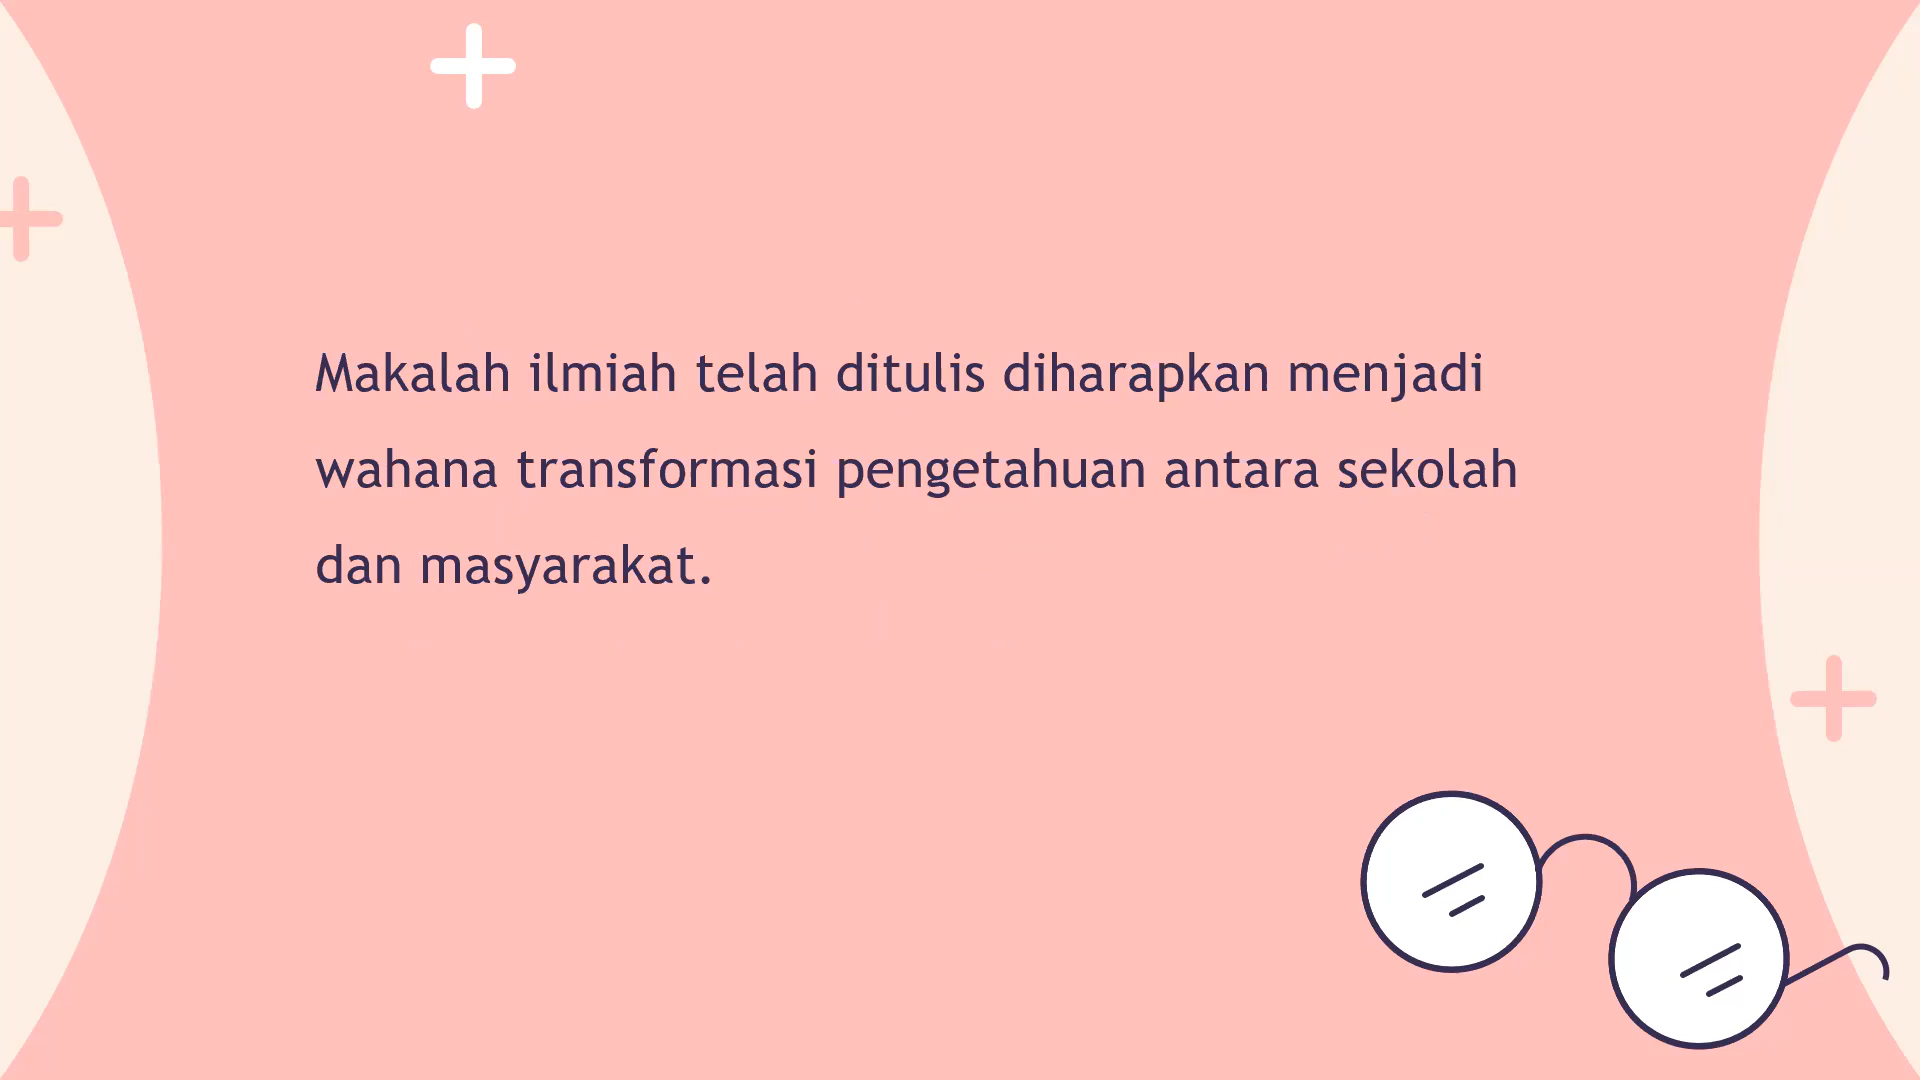 Makalah ilmiah telah ditulis diharapkan menjadi
wahana transformasi pengetahuan antara sekolah
dan masyarakat.